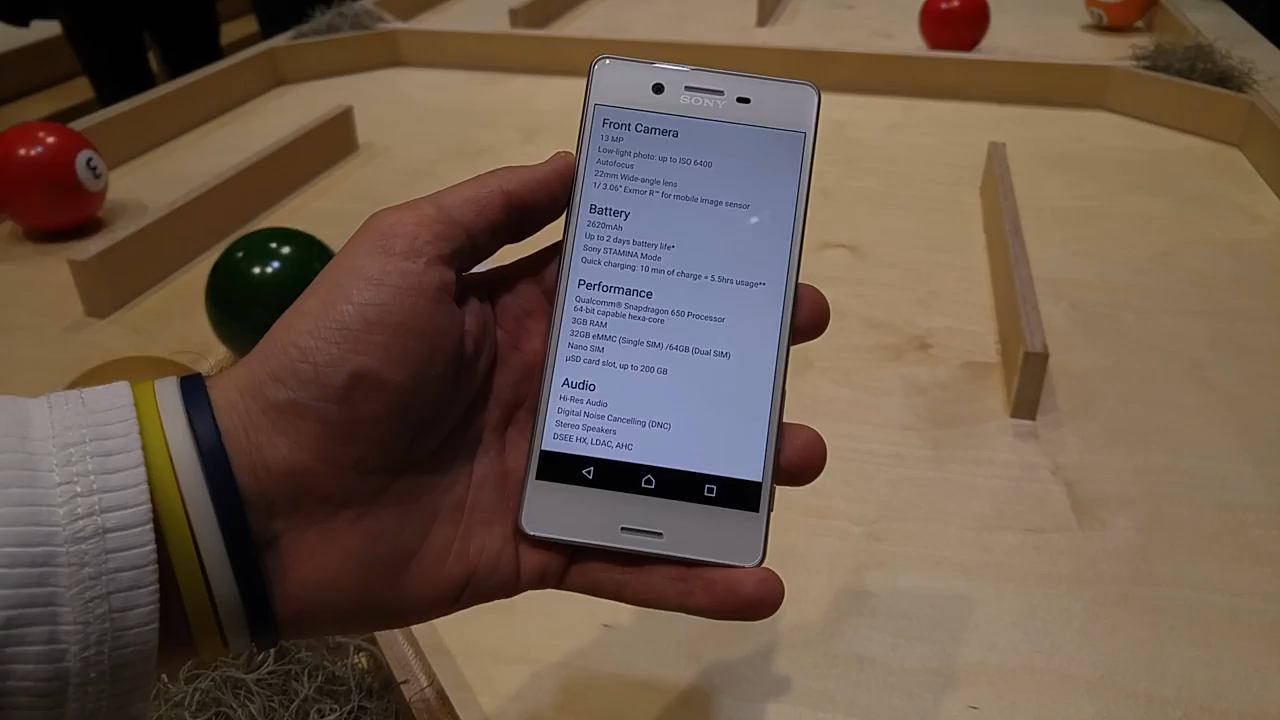 SONY
Front Camera
13 MP
Low-light photo: up to ISO 6400
Autofocus
22mm Wide-angle lens
1/ 3.06" Exmor R™ for mobile image sensor
Battery
2620mAh
Up to 2 days battery life*
Sony STAMINA Mode
Quick charging: 10 min of charge = 5.5hrs usage**
Performance
Qualcomm® Snapdragon 650 Processor
64-bit capable hexa-core
3GB RAM
32GB eMMC (Single SIM) /64GB (Dual SIM)
Nano SIM
µSD card slot, up to 200 GB
Audio
Hi-Res Audio
Digital Noise Cancelling (DNC)
Stereo Speakers
DSEE HX, LDAC, AHC
3